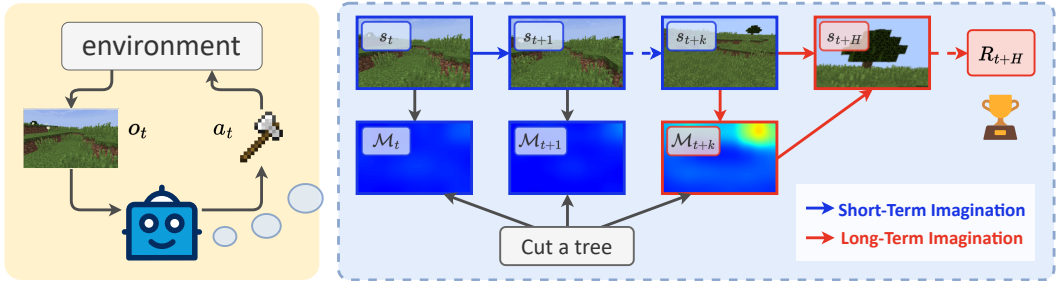 environment
o_t
a_t
s_t
s_{t+1}
s_{t+k}
s_{t+H}
R_{t+H}
M_t
M_{t+1}
M_{t+k}
Cut a tree
Short-Term Imagination
Long-Term Imagination